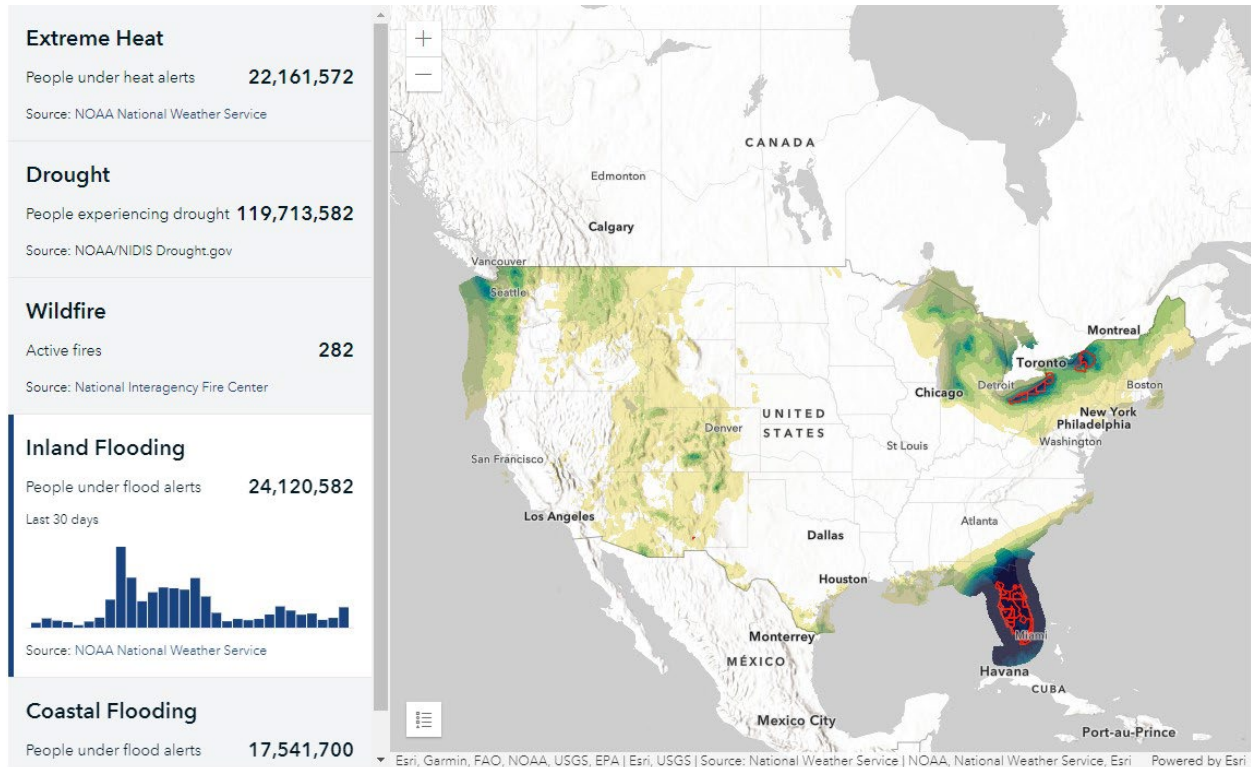 Extreme Heat
People under heat alerts 22,161,572
Source: NOAA National Weather Service
Drought
People experiencing drought 119,713,582
Source: NOAA/NIDIS Drought.gov
Wildfire
Active fires 282
Source: National Interagency Fire Center
Inland Flooding
People under flood alerts 24,120,582
Last 30 days
Source: NOAA National Weather Service
Coastal Flooding
People under flood alerts 17,541,700
+
−
CANADA
Edmonton
Calgary
Vancouver
Seattle
Montreal
Toronto
Detroit
Boston
Chicago
New York
Philadelphia
UNITED
STATES
Denver
Washington
St Louis
San Francisco
Los Angeles
Atlanta
Dallas
Houston
Miami
Monterrey
MÉXICO
Havana
CUBA
Mexico City
Port-au-Prince
Esri, Garmin, FAO, NOAA, USGS, EPA | Esri, USGS | Source: National Weather Service | NOAA, National Weather Service, Esri Powered by Esri